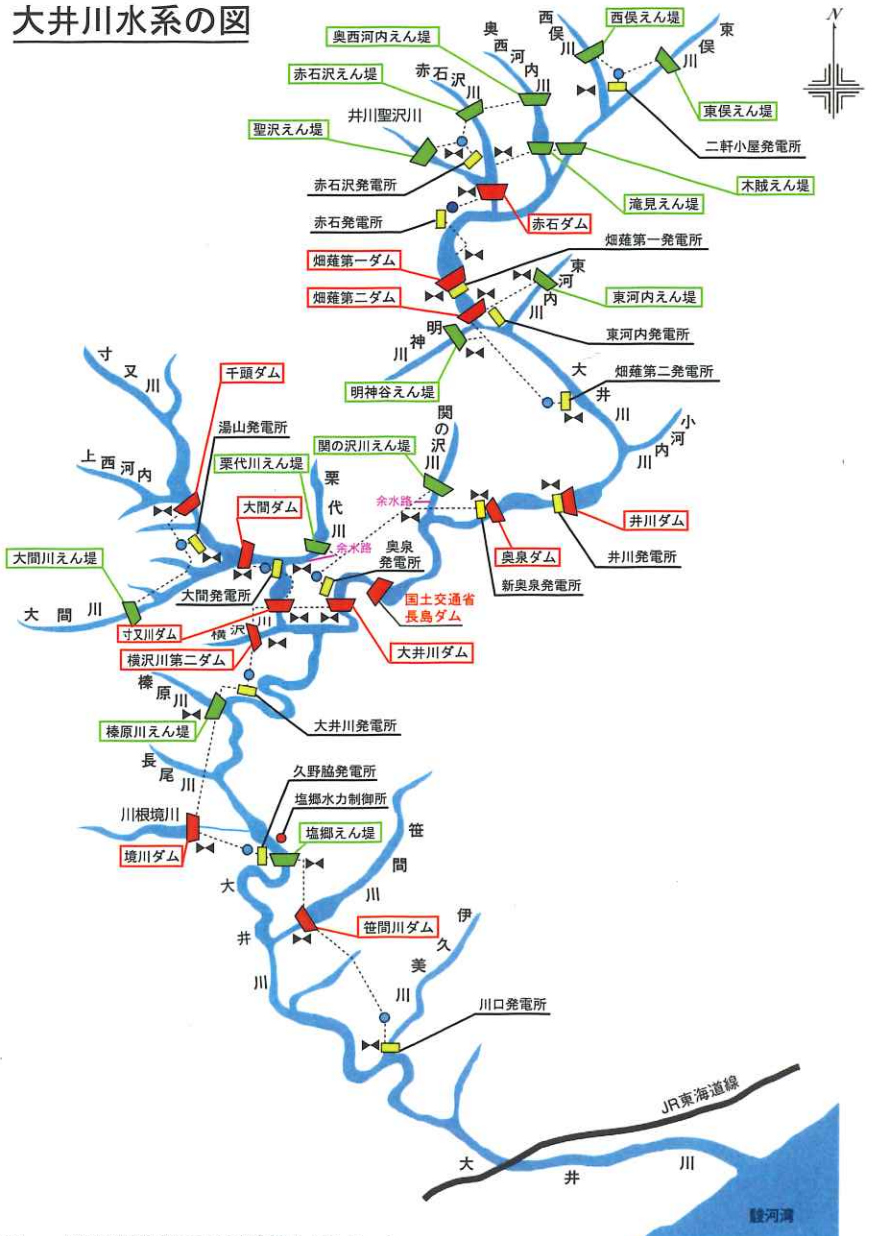 大井川水系の図
N
西俣えん堤
奥西河内えん堤
西俣川
東俣川
奥西河内川
赤石沢えん堤
赤石沢川
東俣えん堤
井川聖沢川
聖沢えん堤
二軒小屋発電所
赤石沢発電所
木賊えん堤
滝見えん堤
赤石発電所
赤石ダム
畑薙第一発電所
畑薙第一ダム
畑薙第二ダム
東河内川
東河内えん堤
東河内発電所
明神川
寸又川
千頭ダム
明神谷えん堤
大井川
畑薙第二発電所
湯山発電所
関の沢川
小河内川
上西河内
栗代川えん堤
関の沢川えん堤
栗代川
余水路
大間ダム
井川ダム
余水路
奥泉発電所
奥泉ダム
井川発電所
大間川えん堤
新奥泉発電所
大間発電所
国土交通省
長島ダム
大間川
寸又川ダム
横沢川
横沢川第二ダム
大井川ダム
榛原川
榛原川えん堤
大井川発電所
長尾川
久野脇発電所
塩郷水力制御所
川根境川
塩郷えん堤
境川ダム
笹間川
大井川
笹間川ダム
伊久美川
川口発電所
JR東海道線
大井川
駿河湾